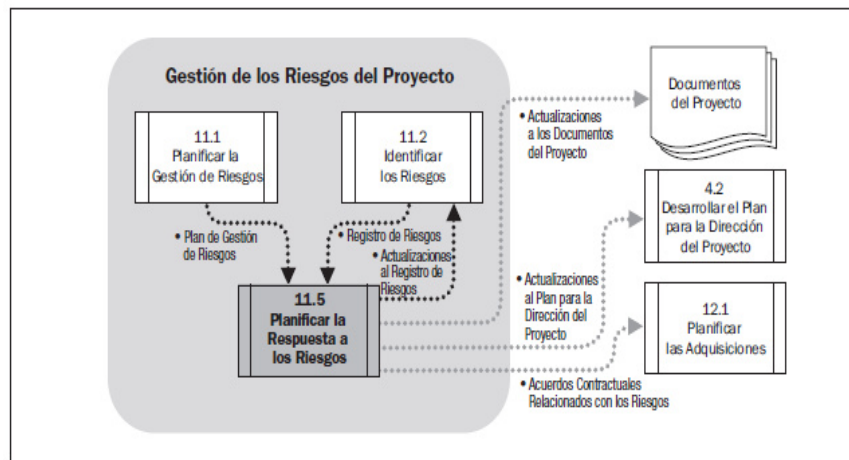 Gestión de los Riesgos del Proyecto
11.1
Planificar la
Gestión de Riesgos
11.2
Identificar
los Riesgos
• Plan de Gestión
de Riesgos
• Registro de Riesgos
• Actualizaciones
al Registro de
Riesgos
11.5
Planificar la
Respuesta a
los Riesgos
• Actualizaciones
a los Documentos
del Proyecto
Documentos
del Proyecto
4.2
Desarrollar el Plan
para la Dirección
del Proyecto
• Actualizaciones
al Plan para la
Dirección del
Proyecto
12.1
Planificar
las Adquisiciones
• Acuerdos Contractuales
Relacionados con los Riesgos